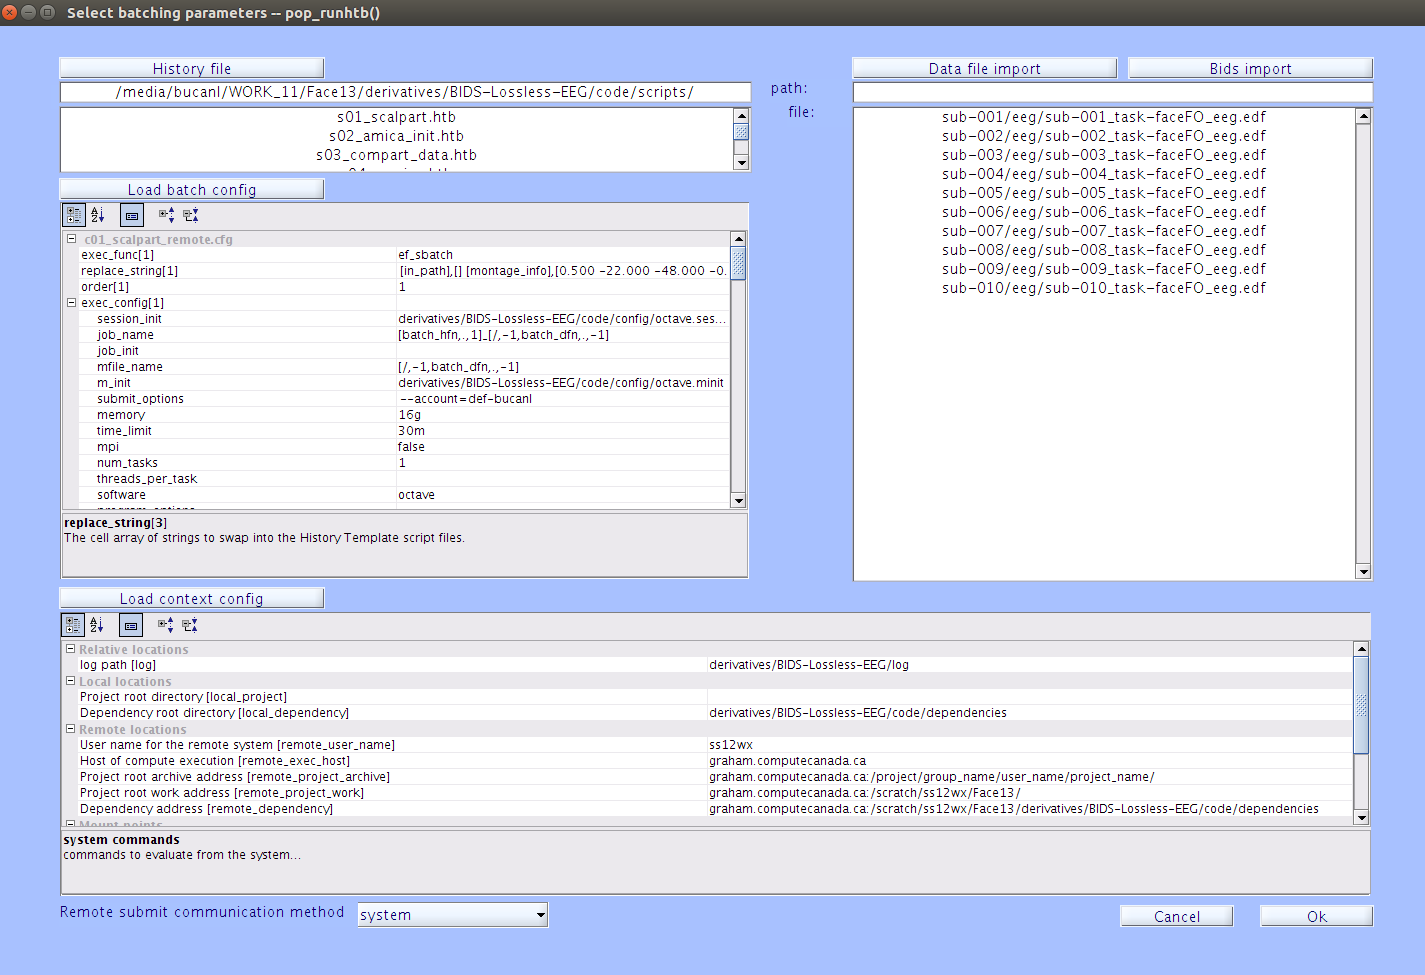 Select batching parameters -- pop_runhtb()
History file
/media/bucanl/WORK_11/Face13/derivatives/BIDS-Lossless-EEG/code/scripts/
s01_scalpart.htb
s02_amica_init.htb
s03_compart_data.htb
Load batch config
c01_scalpart_remote.cfg
exec_func[1] ef_sbatch
replace_string[1] [in_path],[] [montage_info],[0.500 -22.000 -48.000 -0.
order[1] 1
exec_config[1]
session_init derivatives/BIDS-Lossless-EEG/code/config/octave.ses...
job_name [batch_hfn,.,1]_[/,-1,batch_dfn,.,-1]
job_init
mfile_name [/,-1,batch_dfn,.,-1]
m_init derivatives/BIDS-Lossless-EEG/code/config/octave.minit
submit_options --account=def-bucanl
memory 16g
time_limit 30m
mpi false
num_tasks 1
threads_per_task
software octave
replace_string[3]
The cell array of strings to swap into the History Template script files.
Data file import Bids import
path:
file:
sub-001/eeg/sub-001_task-faceFO_eeg.edf
sub-002/eeg/sub-002_task-faceFO_eeg.edf
sub-003/eeg/sub-003_task-faceFO_eeg.edf
sub-004/eeg/sub-004_task-faceFO_eeg.edf
sub-005/eeg/sub-005_task-faceFO_eeg.edf
sub-006/eeg/sub-006_task-faceFO_eeg.edf
sub-007/eeg/sub-007_task-faceFO_eeg.edf
sub-008/eeg/sub-008_task-faceFO_eeg.edf
sub-009/eeg/sub-009_task-faceFO_eeg.edf
sub-010/eeg/sub-010_task-faceFO_eeg.edf
Load context config
Relative locations
log path [log] derivatives/BIDS-Lossless-EEG/log
Local locations
Project root directory [local_project]
Dependency root directory [local_dependency] derivatives/BIDS-Lossless-EEG/code/dependencies
Remote locations
User name for the remote system [remote_user_name] ss12wx
Host of compute execution [remote_exec_host] graham.computecanada.ca
Project root archive address [remote_project_archive] graham.computecanada.ca:/project/group_name/user_name/project_name/
Project root work address [remote_project_work] graham.computecanada.ca:/scratch/ss12wx/Face13/
Dependency address [remote_dependency] graham.computecanada.ca:/scratch/ss12wx/Face13/derivatives/BIDS-Lossless-EEG/code/dependencies
Mount points
system commands
commands to evaluate from the system...
Remote submit communication method system
Cancel Ok